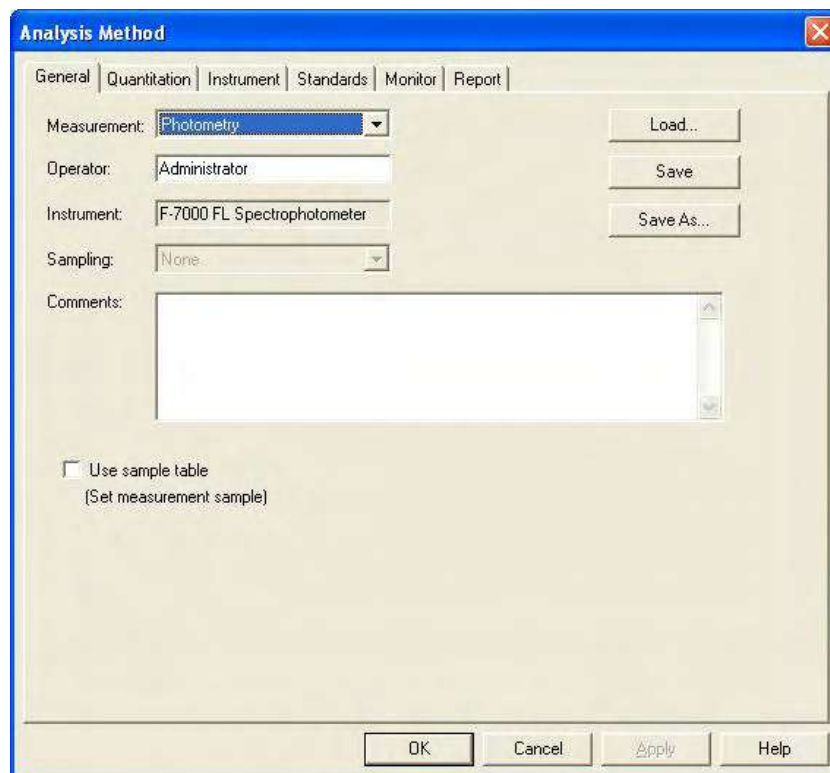 Analysis Method
General Quantitation Instrument Standards Monitor Report
Measurement: Photometry Load...
Operator: Administrator Save
Instrument: F-7000 FL Spectrophotometer Save As...
Sampling: None
Comments:
Use sample table
(Set measurement sample)
OK Cancel Apply Help